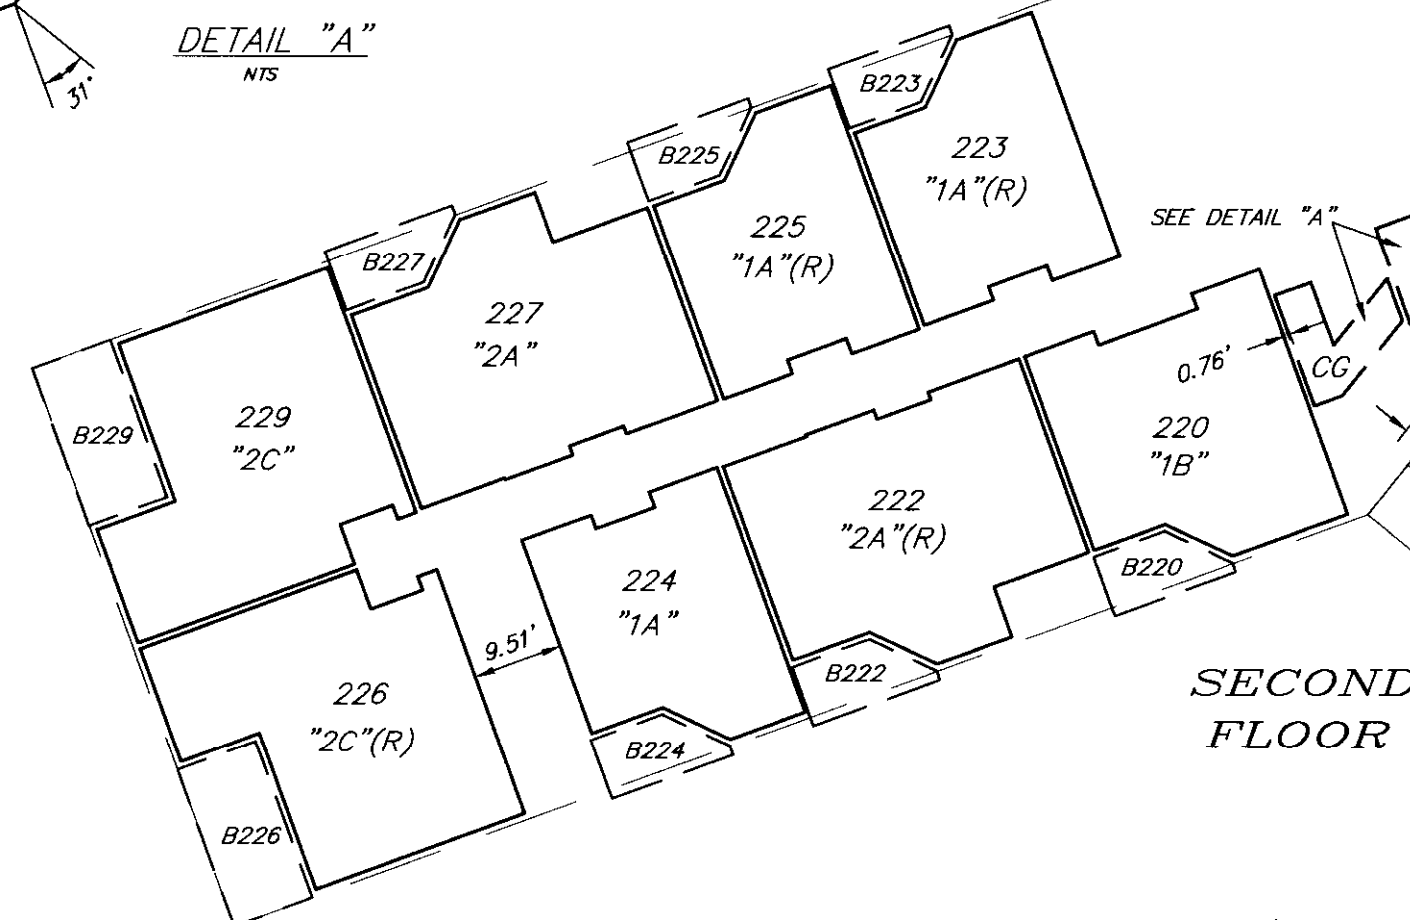 DETAIL "A"
NTS
31°
B223
223
"1A"(R)
B225
225
"1A"(R)
SEE DETAIL "A"
B227
227
"2A"
0.76'
CG
229
"2C"
B229
220
"1B"
222
"2A"(R)
B220
224
"1A"
9.51'
B222
226
"2C"(R)
B224
B226
SECOND
FLOOR